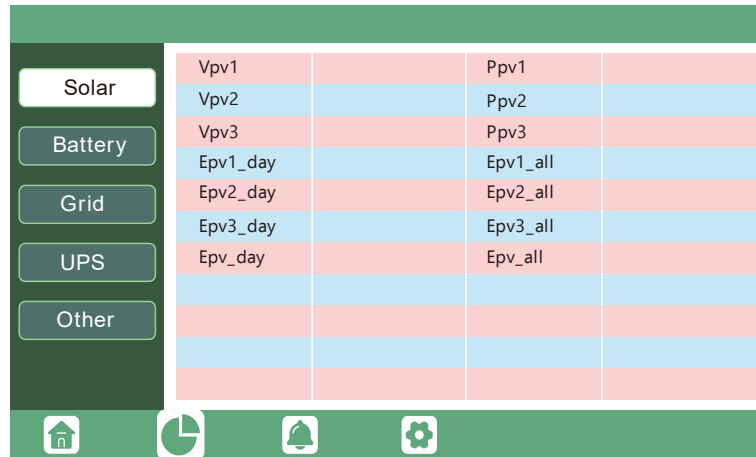 Solar
Battery
Grid
UPS
Other
Vpv1 Ppv1
Vpv2 Ppv2
Vpv3 Ppv3
Epv1_day Epv1_all
Epv2_day Epv2_all
Epv3_day Epv3_all
Epv_day Epv_all